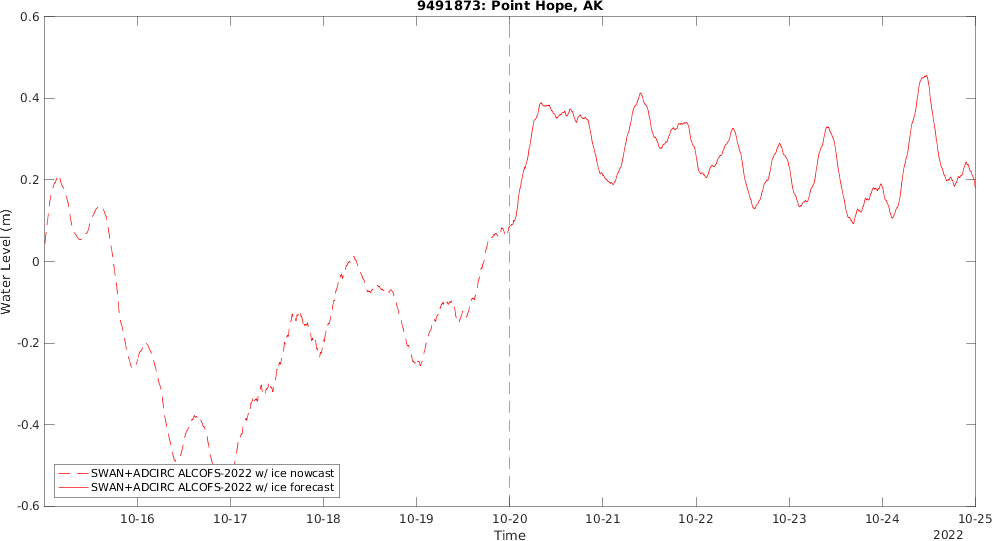 9491873: Point Hope, AK
0.6
0.4
0.2
0
-0.2
-0.4
-0.6
Water Level (m)
SWAN+ADCIRC ALCOFS-2022 w/ ice nowcast
SWAN+ADCIRC ALCOFS-2022 w/ ice forecast
10-16 10-17 10-18 10-19 10-20 10-21 10-22 10-23 10-24 10-25
Time
2022